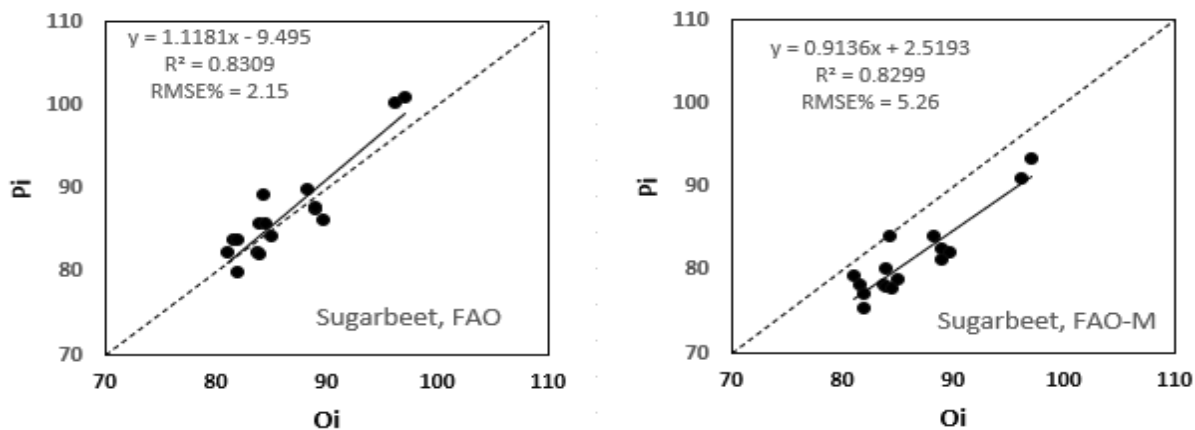 110
y = 1.1181x - 9.495
R² = 0.8309
RMSE% = 2.15
100
90
80
70
Pi
Sugarbeet, FAO
70 80 90 100 110
Oi
110
y = 0.9136x + 2.5193
R² = 0.8299
RMSE% = 5.26
100
90
80
70
Pi
Sugarbeet, FAO-M
70 80 90 100 110
Oi